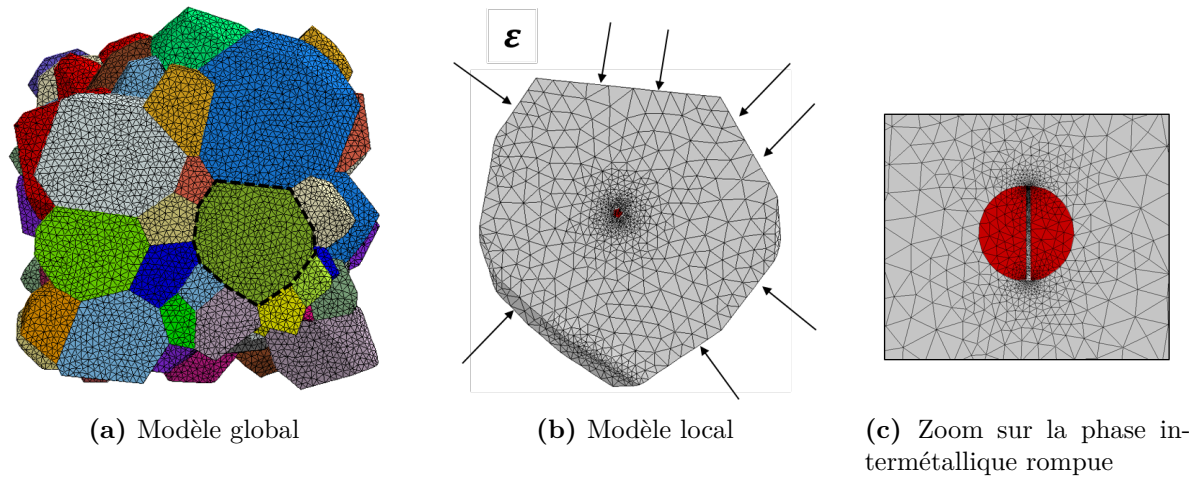 ε
(a) Modèle global
(b) Modèle local
(c) Zoom sur la phase in-
termétallique rompue